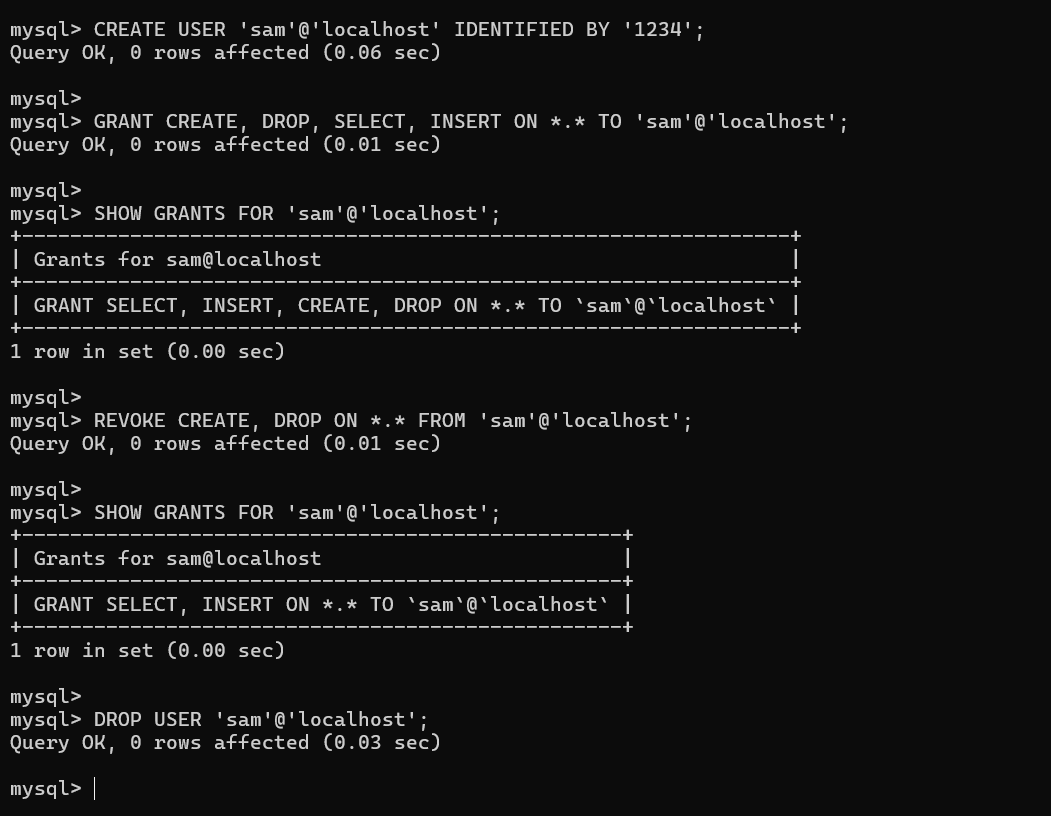 mysql> CREATE USER 'sam'@'localhost' IDENTIFIED BY '1234';
Query OK, 0 rows affected (0.06 sec)
mysql>
mysql> GRANT CREATE, DROP, SELECT, INSERT ON *.* TO 'sam'@'localhost';
Query OK, 0 rows affected (0.01 sec)
mysql>
mysql> SHOW GRANTS FOR 'sam'@'localhost';
+----------------------------------------------------------------+
| Grants for sam@localhost                                       |
+----------------------------------------------------------------+
| GRANT SELECT, INSERT, CREATE, DROP ON *.* TO `sam`@`localhost` |
+----------------------------------------------------------------+
1 row in set (0.00 sec)
mysql>
mysql> REVOKE CREATE, DROP ON *.* FROM 'sam'@'localhost';
Query OK, 0 rows affected (0.01 sec)
mysql>
mysql> SHOW GRANTS FOR 'sam'@'localhost';
+--------------------------------------------------+
| Grants for sam@localhost                         |
+--------------------------------------------------+
| GRANT SELECT, INSERT ON *.* TO `sam`@`localhost` |
+--------------------------------------------------+
1 row in set (0.00 sec)
mysql>
mysql> DROP USER 'sam'@'localhost';
Query OK, 0 rows affected (0.03 sec)
mysql>